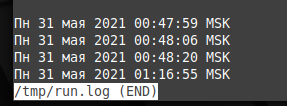 Пн 31 мая 2021 00:47:59 MSK
Пн 31 мая 2021 00:48:06 MSK
Пн 31 мая 2021 00:48:20 MSK
Пн 31 мая 2021 01:16:55 MSK
/tmp/run.log (END)